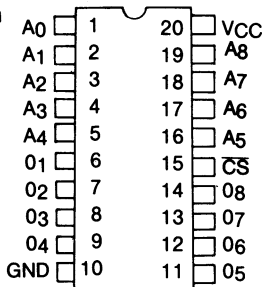 A0 1 20 VCC
A1 2 19 A8
A2 3 18 A7
A3 4 17 A6
A4 5 16 A5
01 6 15 C̅S̅
02 7 14 08
03 8 13 07
04 9 12 06
GND 10 11 05